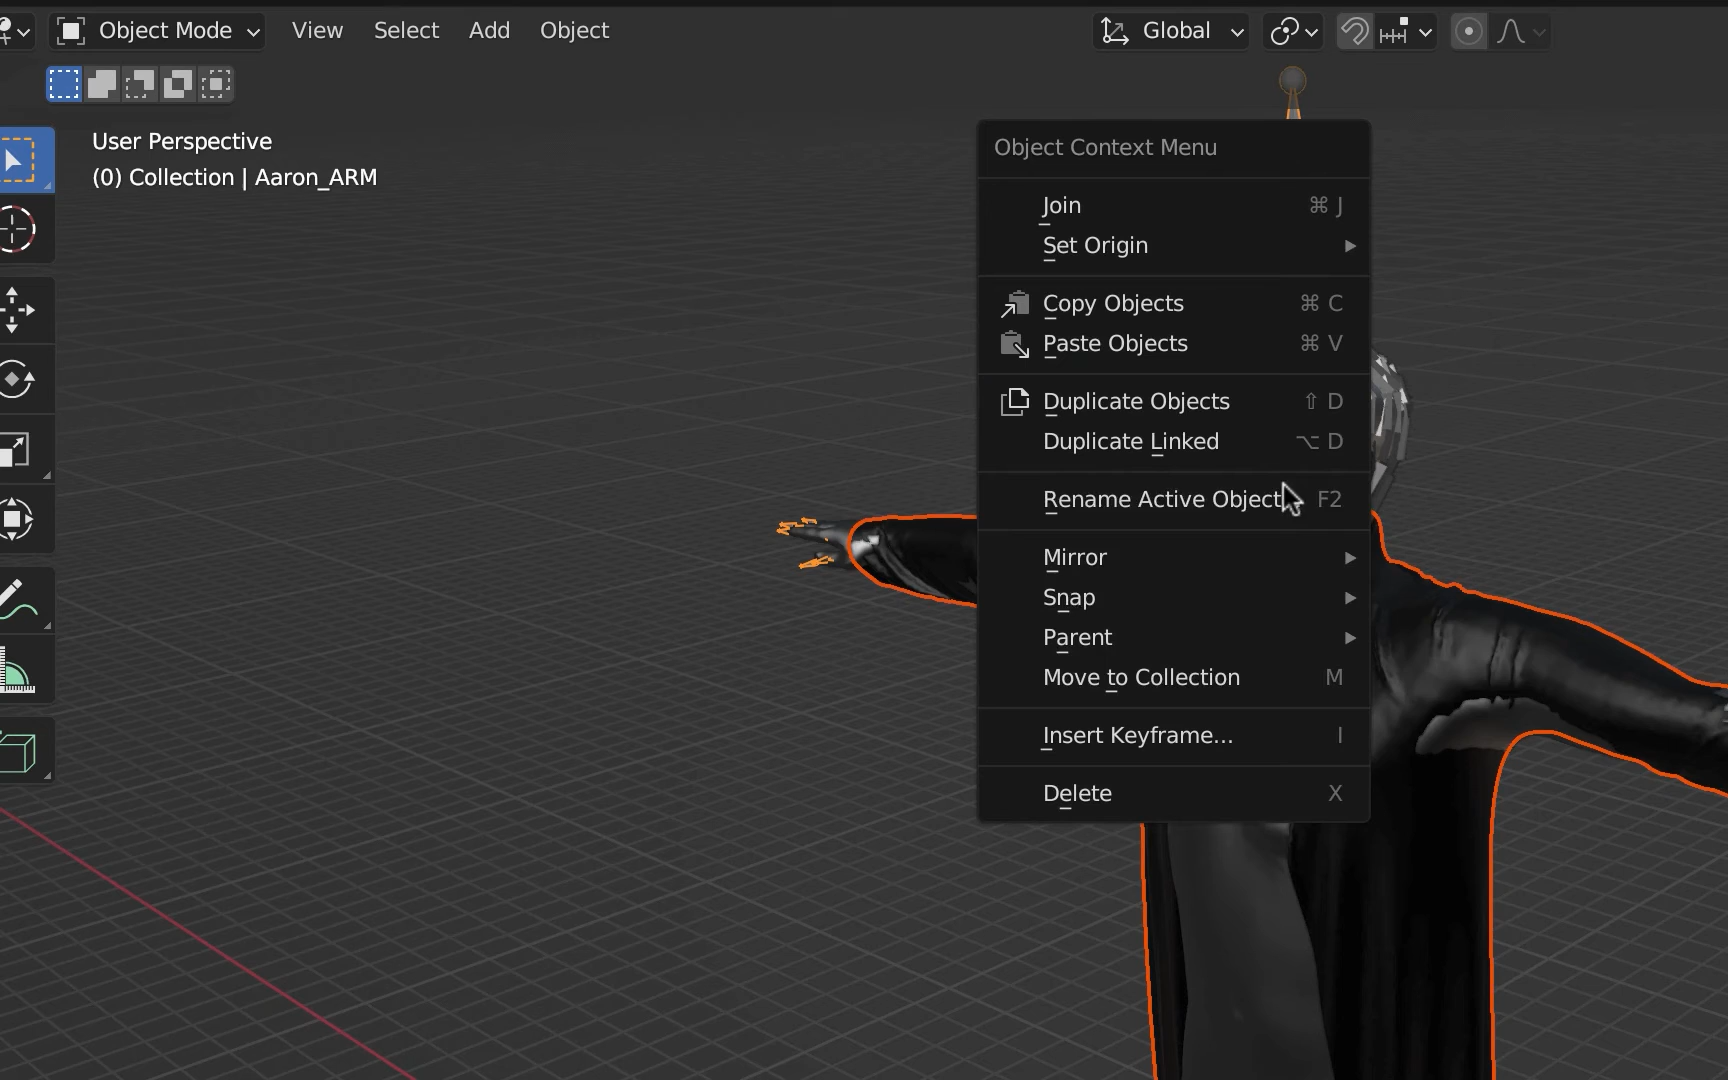 Object Mode View Select Add Object Global
User Perspective
(0) Collection | Aaron_ARM
Object Context Menu
Join ⌘ J
Set Origin
Copy Objects ⌘ C
Paste Objects ⌘ V
Duplicate Objects ⇧ D
Duplicate Linked ⌥ D
Rename Active Object F2
Mirror
Snap
Parent
Move to Collection M
Insert Keyframe... I
Delete X